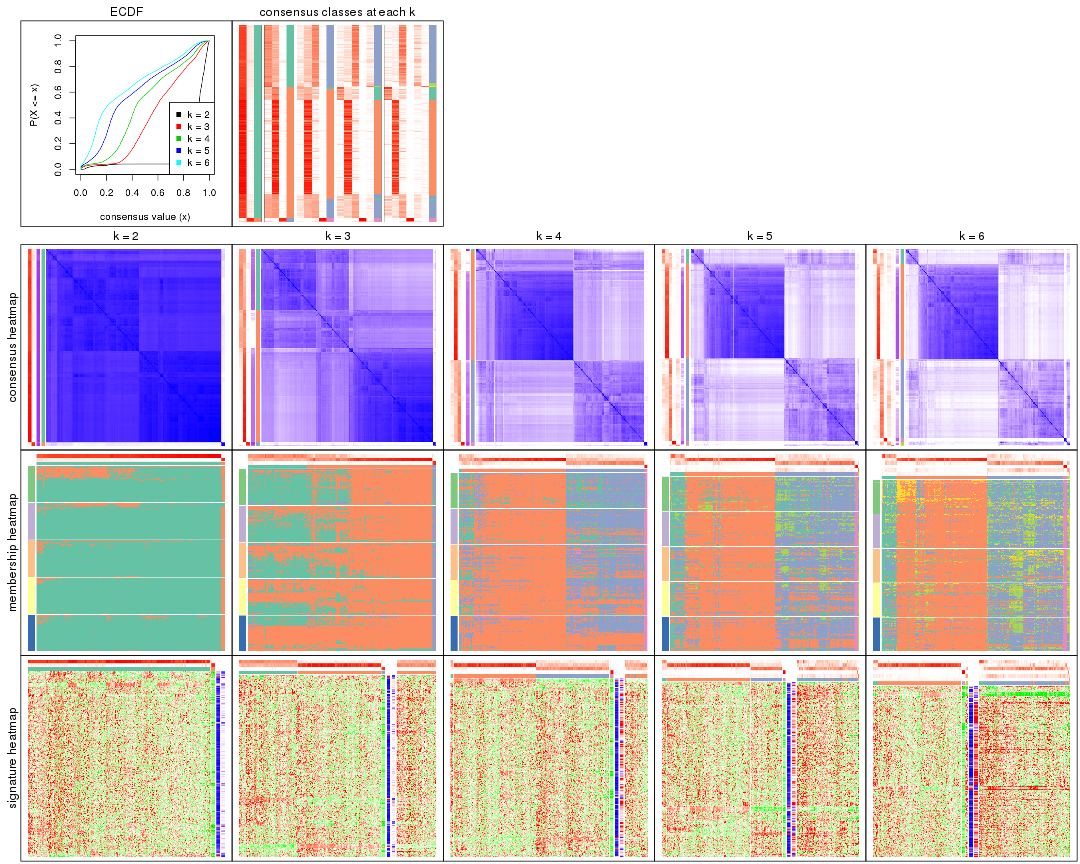 ECDF
consensus classes at each k
P(X <= x)
1.0
0.8
0.6
0.4
0.2
0.0
k = 2
k = 3
k = 4
k = 5
k = 6
0.0 0.2 0.4 0.6 0.8 1.0
consensus value (x)
k = 2
k = 3
k = 4
k = 5
k = 6
consensus heatmap
membership heatmap
signature heatmap